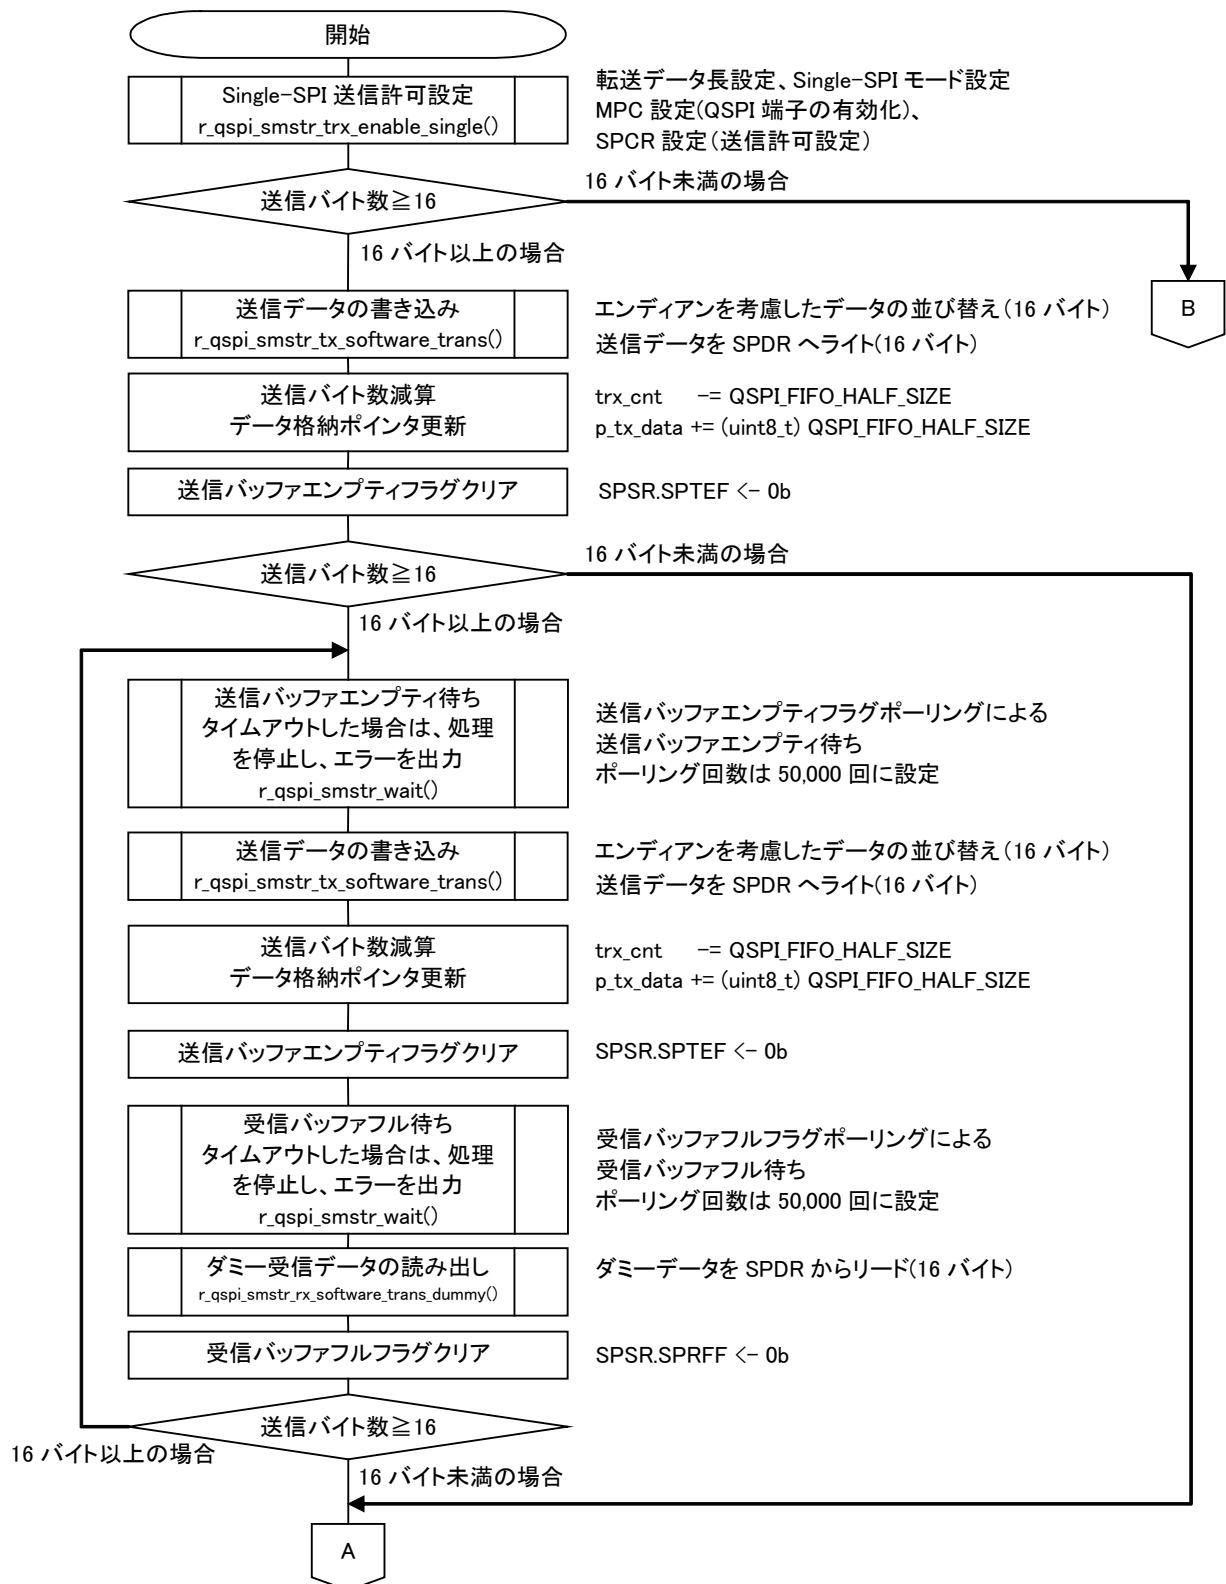 開始
Single-SPI 送信許可設定
r_qspi_smstr_trx_enable_single()
転送データ長設定、Single-SPI モード設定
MPC 設定(QSPI 端子の有効化)、
SPCR 設定(送信許可設定)
送信バイト数≧16
16 バイト未満の場合
16 バイト以上の場合
B
送信データの書き込み
r_qspi_smstr_tx_software_trans()
エンディアンを考慮したデータの並び替え(16 バイト)
送信データを SPDR へライト(16 バイト)
送信バイト数減算
データ格納ポインタ更新
trx_cnt -= QSPI_FIFO_HALF_SIZE
p_tx_data += (uint8_t) QSPI_FIFO_HALF_SIZE
送信バッファエンプティフラグクリア
SPSR.SPTEF <- 0b
送信バイト数≧16
16 バイト未満の場合
16 バイト以上の場合
送信バッファエンプティ待ち
タイムアウトした場合は、処理
を停止し、エラーを出力
r_qspi_smstr_wait()
送信バッファエンプティフラグポーリングによる
送信バッファエンプティ待ち
ポーリング回数は 50,000 回に設定
送信データの書き込み
r_qspi_smstr_tx_software_trans()
エンディアンを考慮したデータの並び替え(16 バイト)
送信データを SPDR へライト(16 バイト)
送信バイト数減算
データ格納ポインタ更新
trx_cnt -= QSPI_FIFO_HALF_SIZE
p_tx_data += (uint8_t) QSPI_FIFO_HALF_SIZE
送信バッファエンプティフラグクリア
SPSR.SPTEF <- 0b
受信バッファフル待ち
タイムアウトした場合は、処理
を停止し、エラーを出力
r_qspi_smstr_wait()
受信バッファフルフラグポーリングによる
受信バッファフル待ち
ポーリング回数は 50,000 回に設定
ダミー受信データの読み出し
r_qspi_smstr_rx_software_trans_dummy()
ダミーデータを SPDR からリード(16 バイト)
受信バッファフルフラグクリア
SPSR.SPRFF <- 0b
送信バイト数≧16
16 バイト以上の場合
16 バイト未満の場合
A